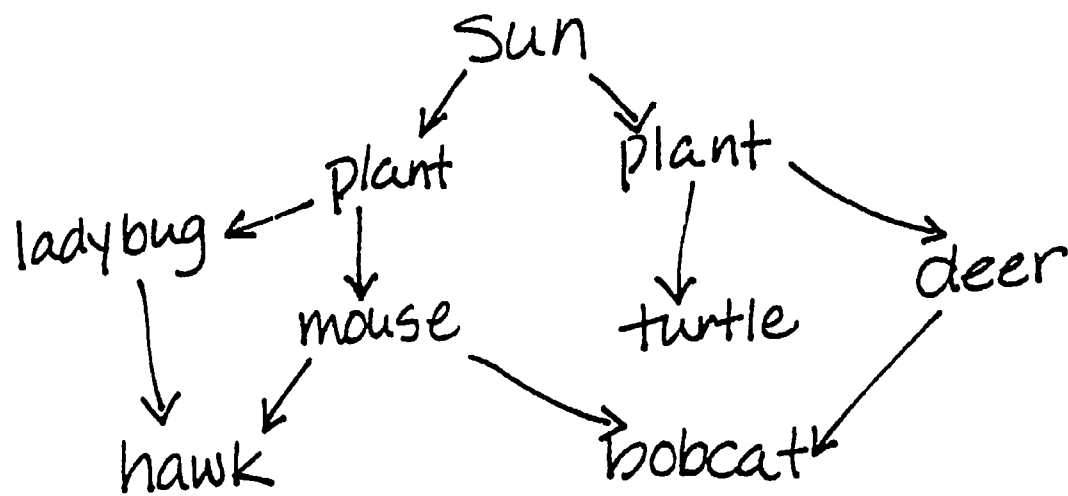 Sun
plant plant
ladybug deer
mouse turtle
hawk bobcat